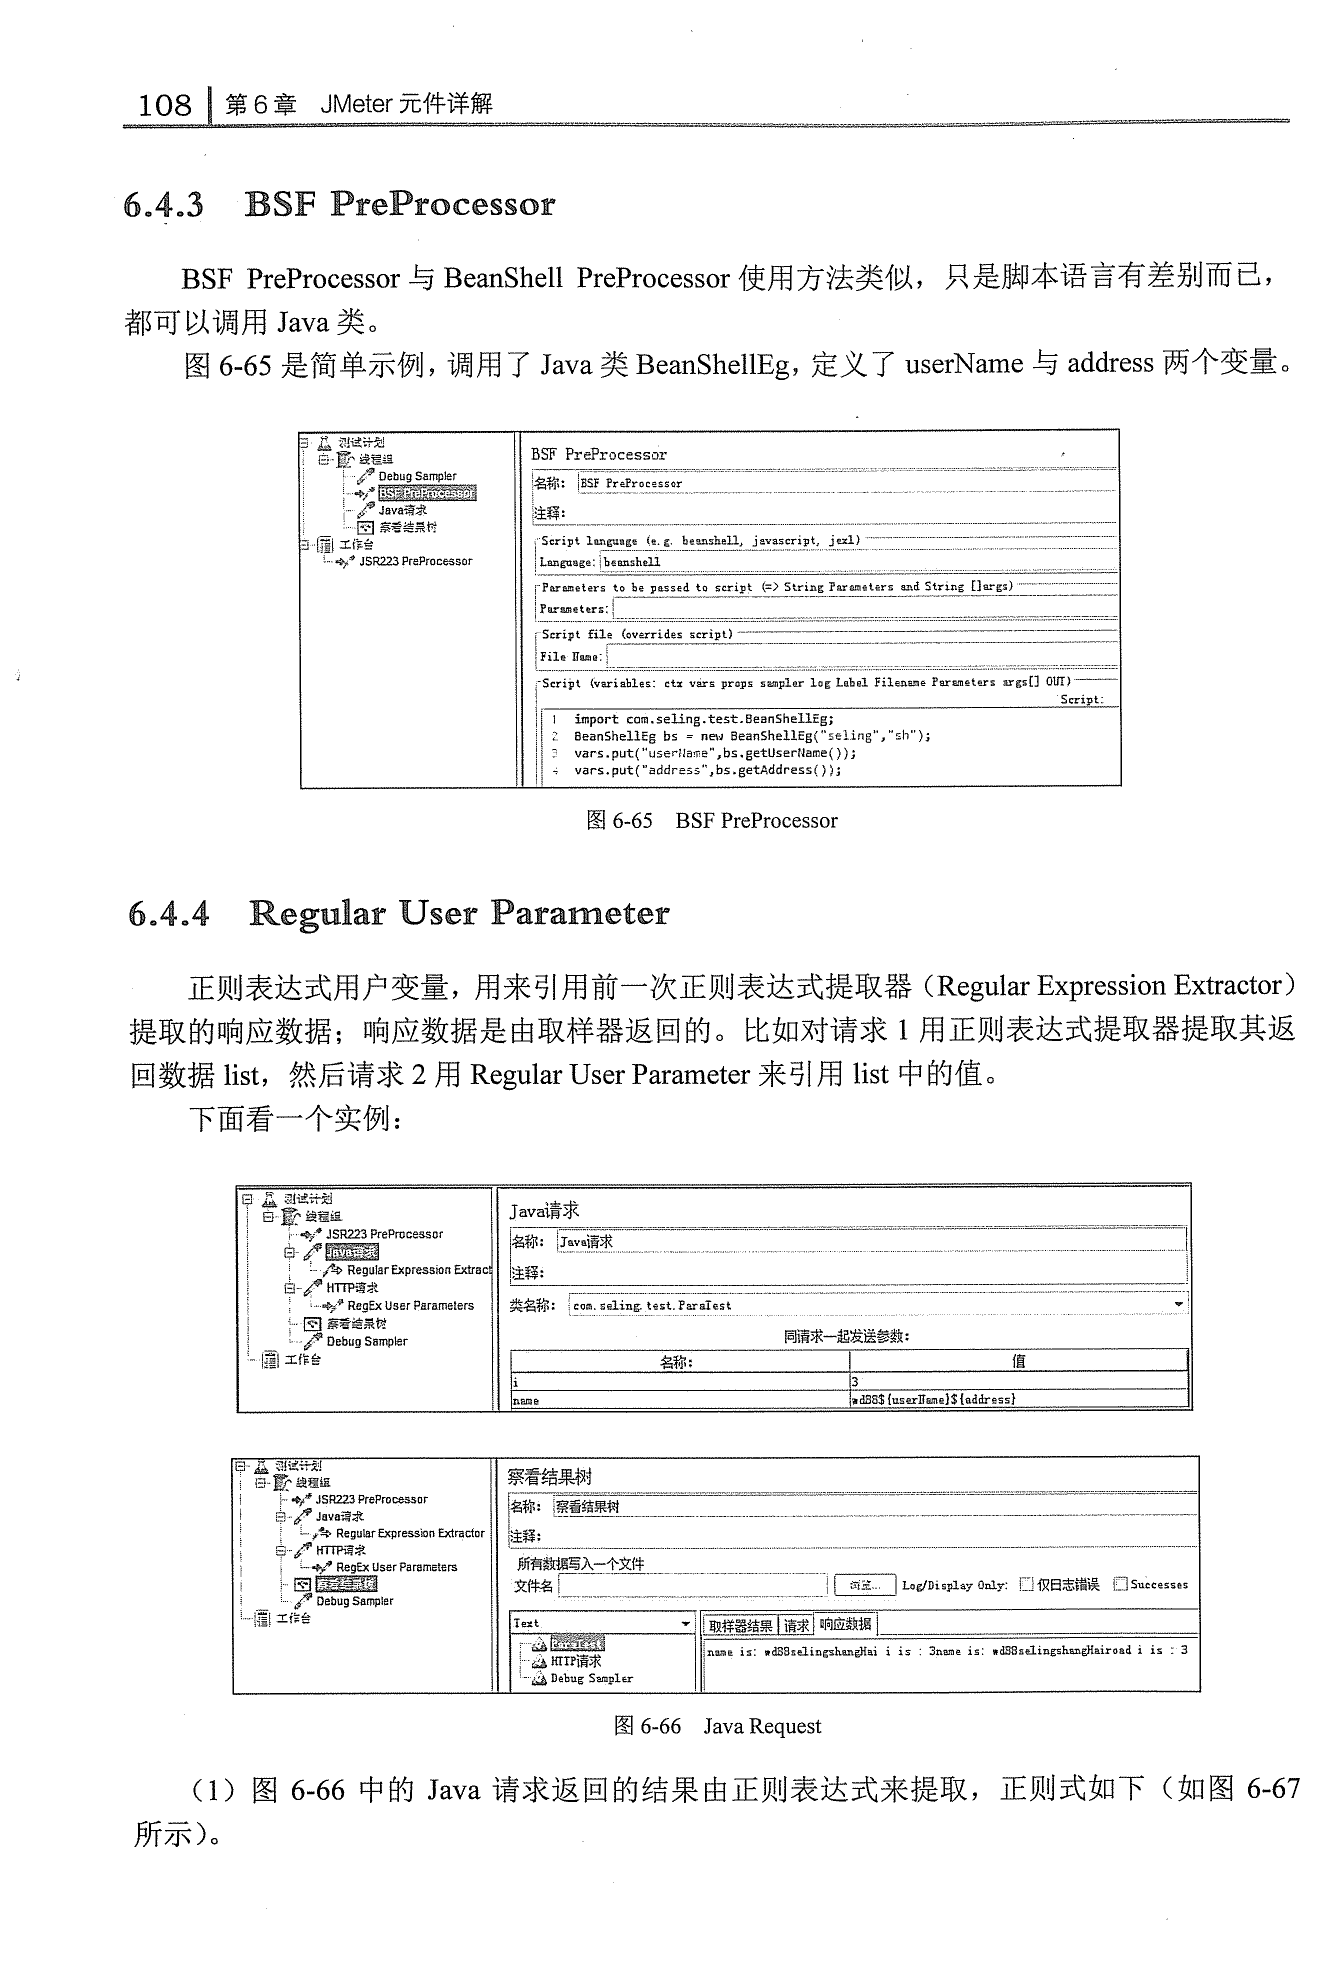 108 第6章 JMeter 元件详解
6.4.3 BSF PreProcessor
BSF PreProcessor 与 BeanShell PreProcessor 使用方法类似，只是脚本语言有差别而已，
都可以调用 Java 类。
图 6-65 是简单示例，调用了 Java 类 BeanShellEg，定义了 userName 与 address 两个变量。
测试计划
线程组
Debug Sampler
BSF PreProcessor
Java请求
察看结果树
工作台
JSR223 PreProcessor
BSF PreProcessor
名称: BSF PreProcessor
注释:
Script language (e.g. beanshell, javascript, jexl)
Language: beanshell
Parameters to be passed to script (=> String Parameters and String []args)
Parameters:
Script file (overrides script)
File Name:
Script (variables: ctx vars props sampler log Label Filename Parameters args[] OUT)
Script:
1 import com.seling.test.BeanShellEg;
2 BeanShellEg bs = new BeanShellEg("seling","sh");
3 vars.put("userName",bs.getUserName());
4 vars.put("address",bs.getAddress());
图 6-65 BSF PreProcessor
6.4.4 Regular User Parameter
正则表达式用户变量，用来引用前一次正则表达式提取器（Regular Expression Extractor）
提取的响应数据；响应数据是由取样器返回的。比如对请求 1 用正则表达式提取器提取其返
回数据 list，然后请求 2 用 Regular User Parameter 来引用 list 中的值。
下面看一个实例：
测试计划
线程组
JSR223 PreProcessor
Java请求
Regular Expression Extract
HTTP请求
RegEx User Parameters
察看结果树
Debug Sampler
工作台
Java请求
名称: Java请求
注释:
类名称: com.seling.test.ParaTest
同请求一起发送参数:
名称: 值
i 3
name wd88${userName}${address}
测试计划
线程组
JSR223 PreProcessor
Java请求
Regular Expression Extractor
HTTP请求
RegEx User Parameters
察看结果树
Debug Sampler
工作台
察看结果树
名称: 察看结果树
注释:
所有数据写入一个文件
文件名 浏览... Log/Display Only: 仅日志错误 Successes
Text 取样器结果 请求 响应数据
ParaTest
HTTP请求
Debug Sampler
name is: wd88selingshangHai i is : 3name is: wd88selingshangHairoad i is : 3
图 6-66 Java Request
（1）图 6-66 中的 Java 请求返回的结果由正则表达式来提取，正则式如下（如图 6-67
所示）。